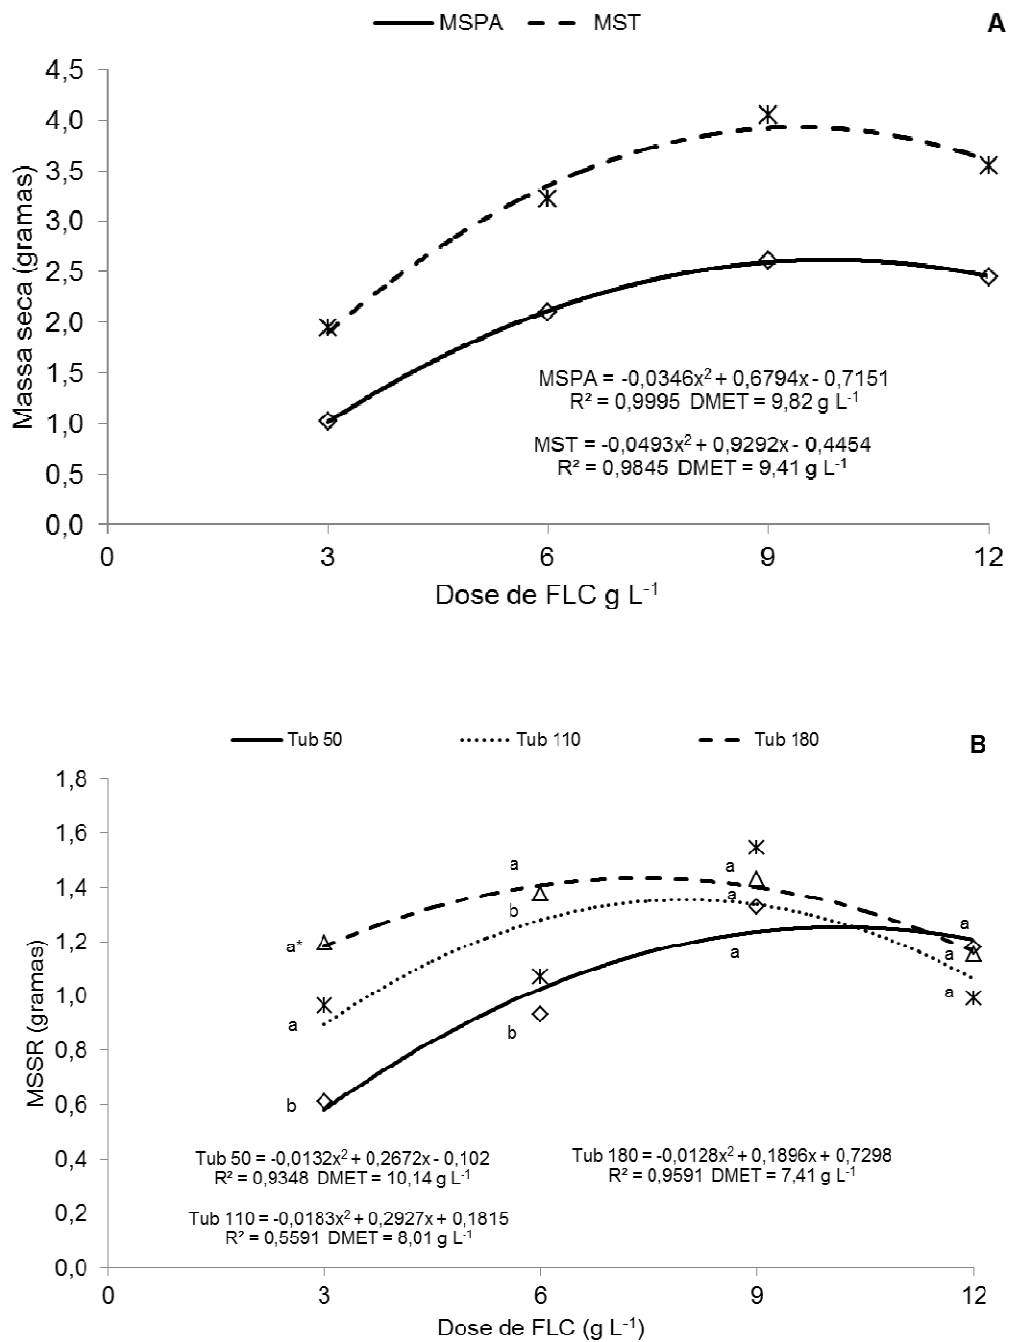 MSPA MST A
4,5
4,0
3,5
3,0
2,5
2,0
1,5
1,0
0,5
0,0
Massa seca (gramas)
MSPA = -0,0346x² + 0,6794x - 0,7151
R² = 0,9995 DMET = 9,82 g L⁻¹
MST = -0,0493x² + 0,9292x - 0,4454
R² = 0,9845 DMET = 9,41 g L⁻¹
0 3 6 9 12
Dose de FLC g L⁻¹
Tub 50 Tub 110 Tub 180 B
1,8
1,6
1,4
1,2
1,0
0,8
0,6
0,4
0,2
0,0
MSSR (gramas)
a*
a
b
a
b
b
a
a
a
a
a
a
Tub 50 = -0,0132x² + 0,2672x - 0,102
R² = 0,9348 DMET = 10,14 g L⁻¹
Tub 180 = -0,0128x² + 0,1896x + 0,7298
R² = 0,9591 DMET = 7,41 g L⁻¹
Tub 110 = -0,0183x² + 0,2927x + 0,1815
R² = 0,5591 DMET = 8,01 g L⁻¹
0 3 6 9 12
Dose de FLC (g L⁻¹)